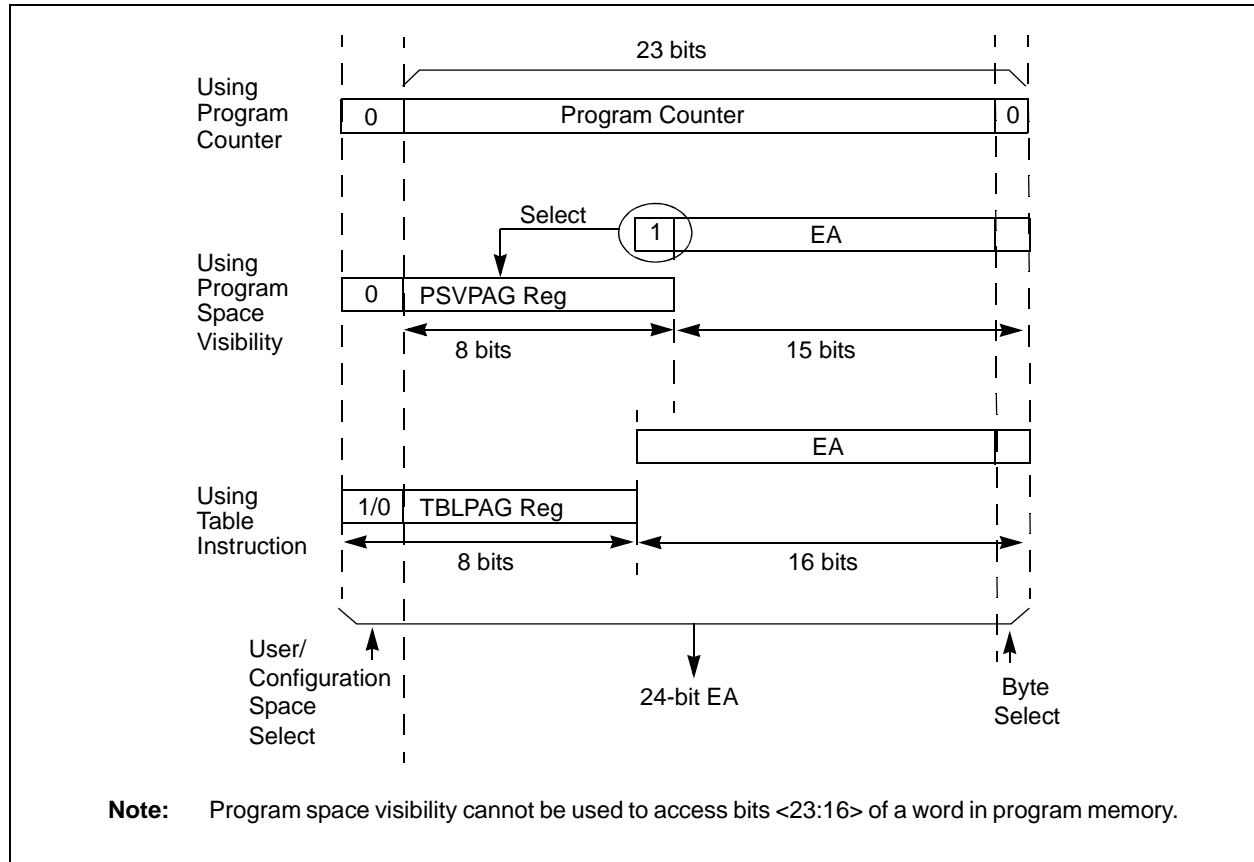 23 bits
Using
Program
Counter
0
Program Counter
0
Select
1
EA
Using
Program
Space
Visibility
0
PSVPAG Reg
8 bits
15 bits
EA
Using
Table
Instruction
1/0
TBLPAG Reg
8 bits
16 bits
User/
Configuration
Space
Select
24-bit EA
Byte
Select
Note: Program space visibility cannot be used to access bits <23:16> of a word in program memory.